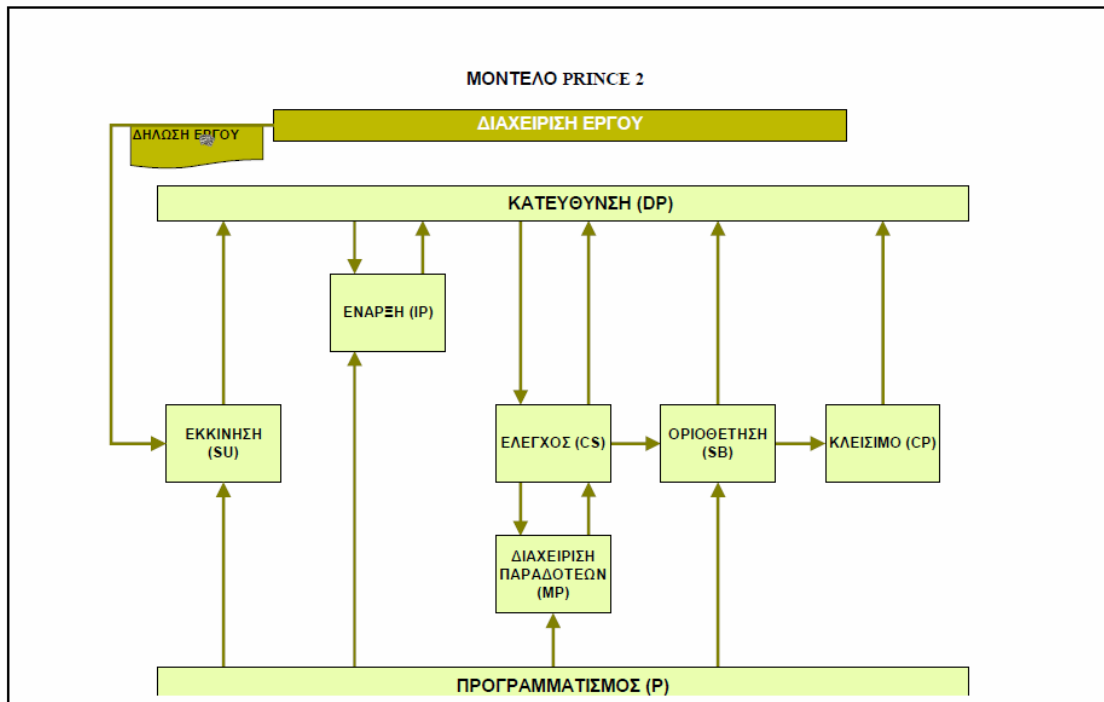 ΜΟΝΤΕΛΟ PRINCE 2
ΔΙΑΧΕΙΡΙΣΗ ΕΡΓΟΥ
ΔΗΛΩΣΗ ΕΡΓΟΥ
ΚΑΤΕΥΘΥΝΣΗ (DP)
ΕΝΑΡΞΗ (IP)
ΕΚΚΙΝΗΣΗ
(SU)
ΕΛΕΓΧΟΣ (CS)
ΟΡΙΟΘΕΤΗΣΗ
(SB)
ΚΛΕΙΣΙΜΟ (CP)
ΔΙΑΧΕΙΡΙΣΗ
ΠΑΡΑΔΟΤΕΩΝ
(MP)
ΠΡΟΓΡΑΜΜΑΤΙΣΜΟΣ (P)